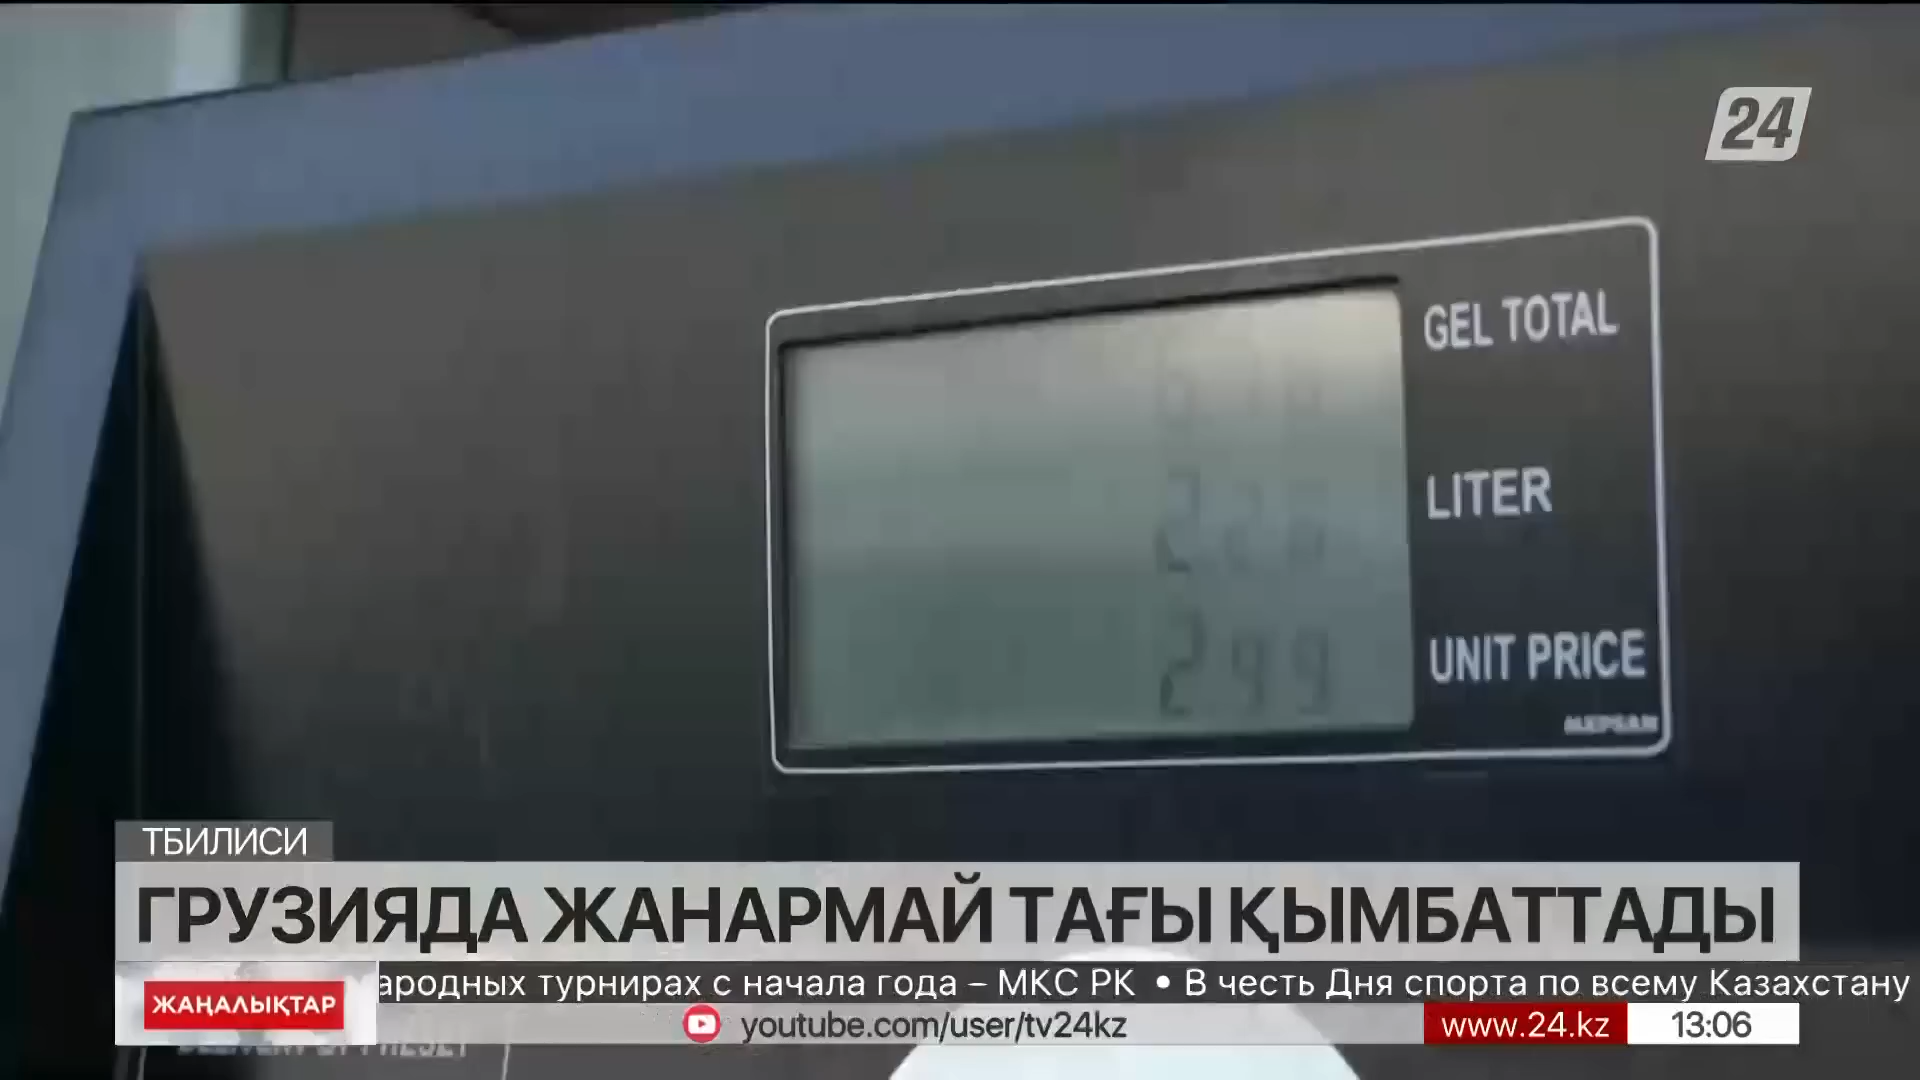 24
GEL TOTAL
LITER
299
UNIT PRICE
MEPSAN
ТБИЛИСИ
ГРУЗИЯДА ЖАНАРМАЙ ТАҒЫ ҚЫМБАТТАДЫ
ЖАҢАЛЫҚТАР
ародных турнирах с начала года – МКС РК • В честь Дня спорта по всему Казахстану
youtube.com/user/tv24kz
www.24.kz
13:06